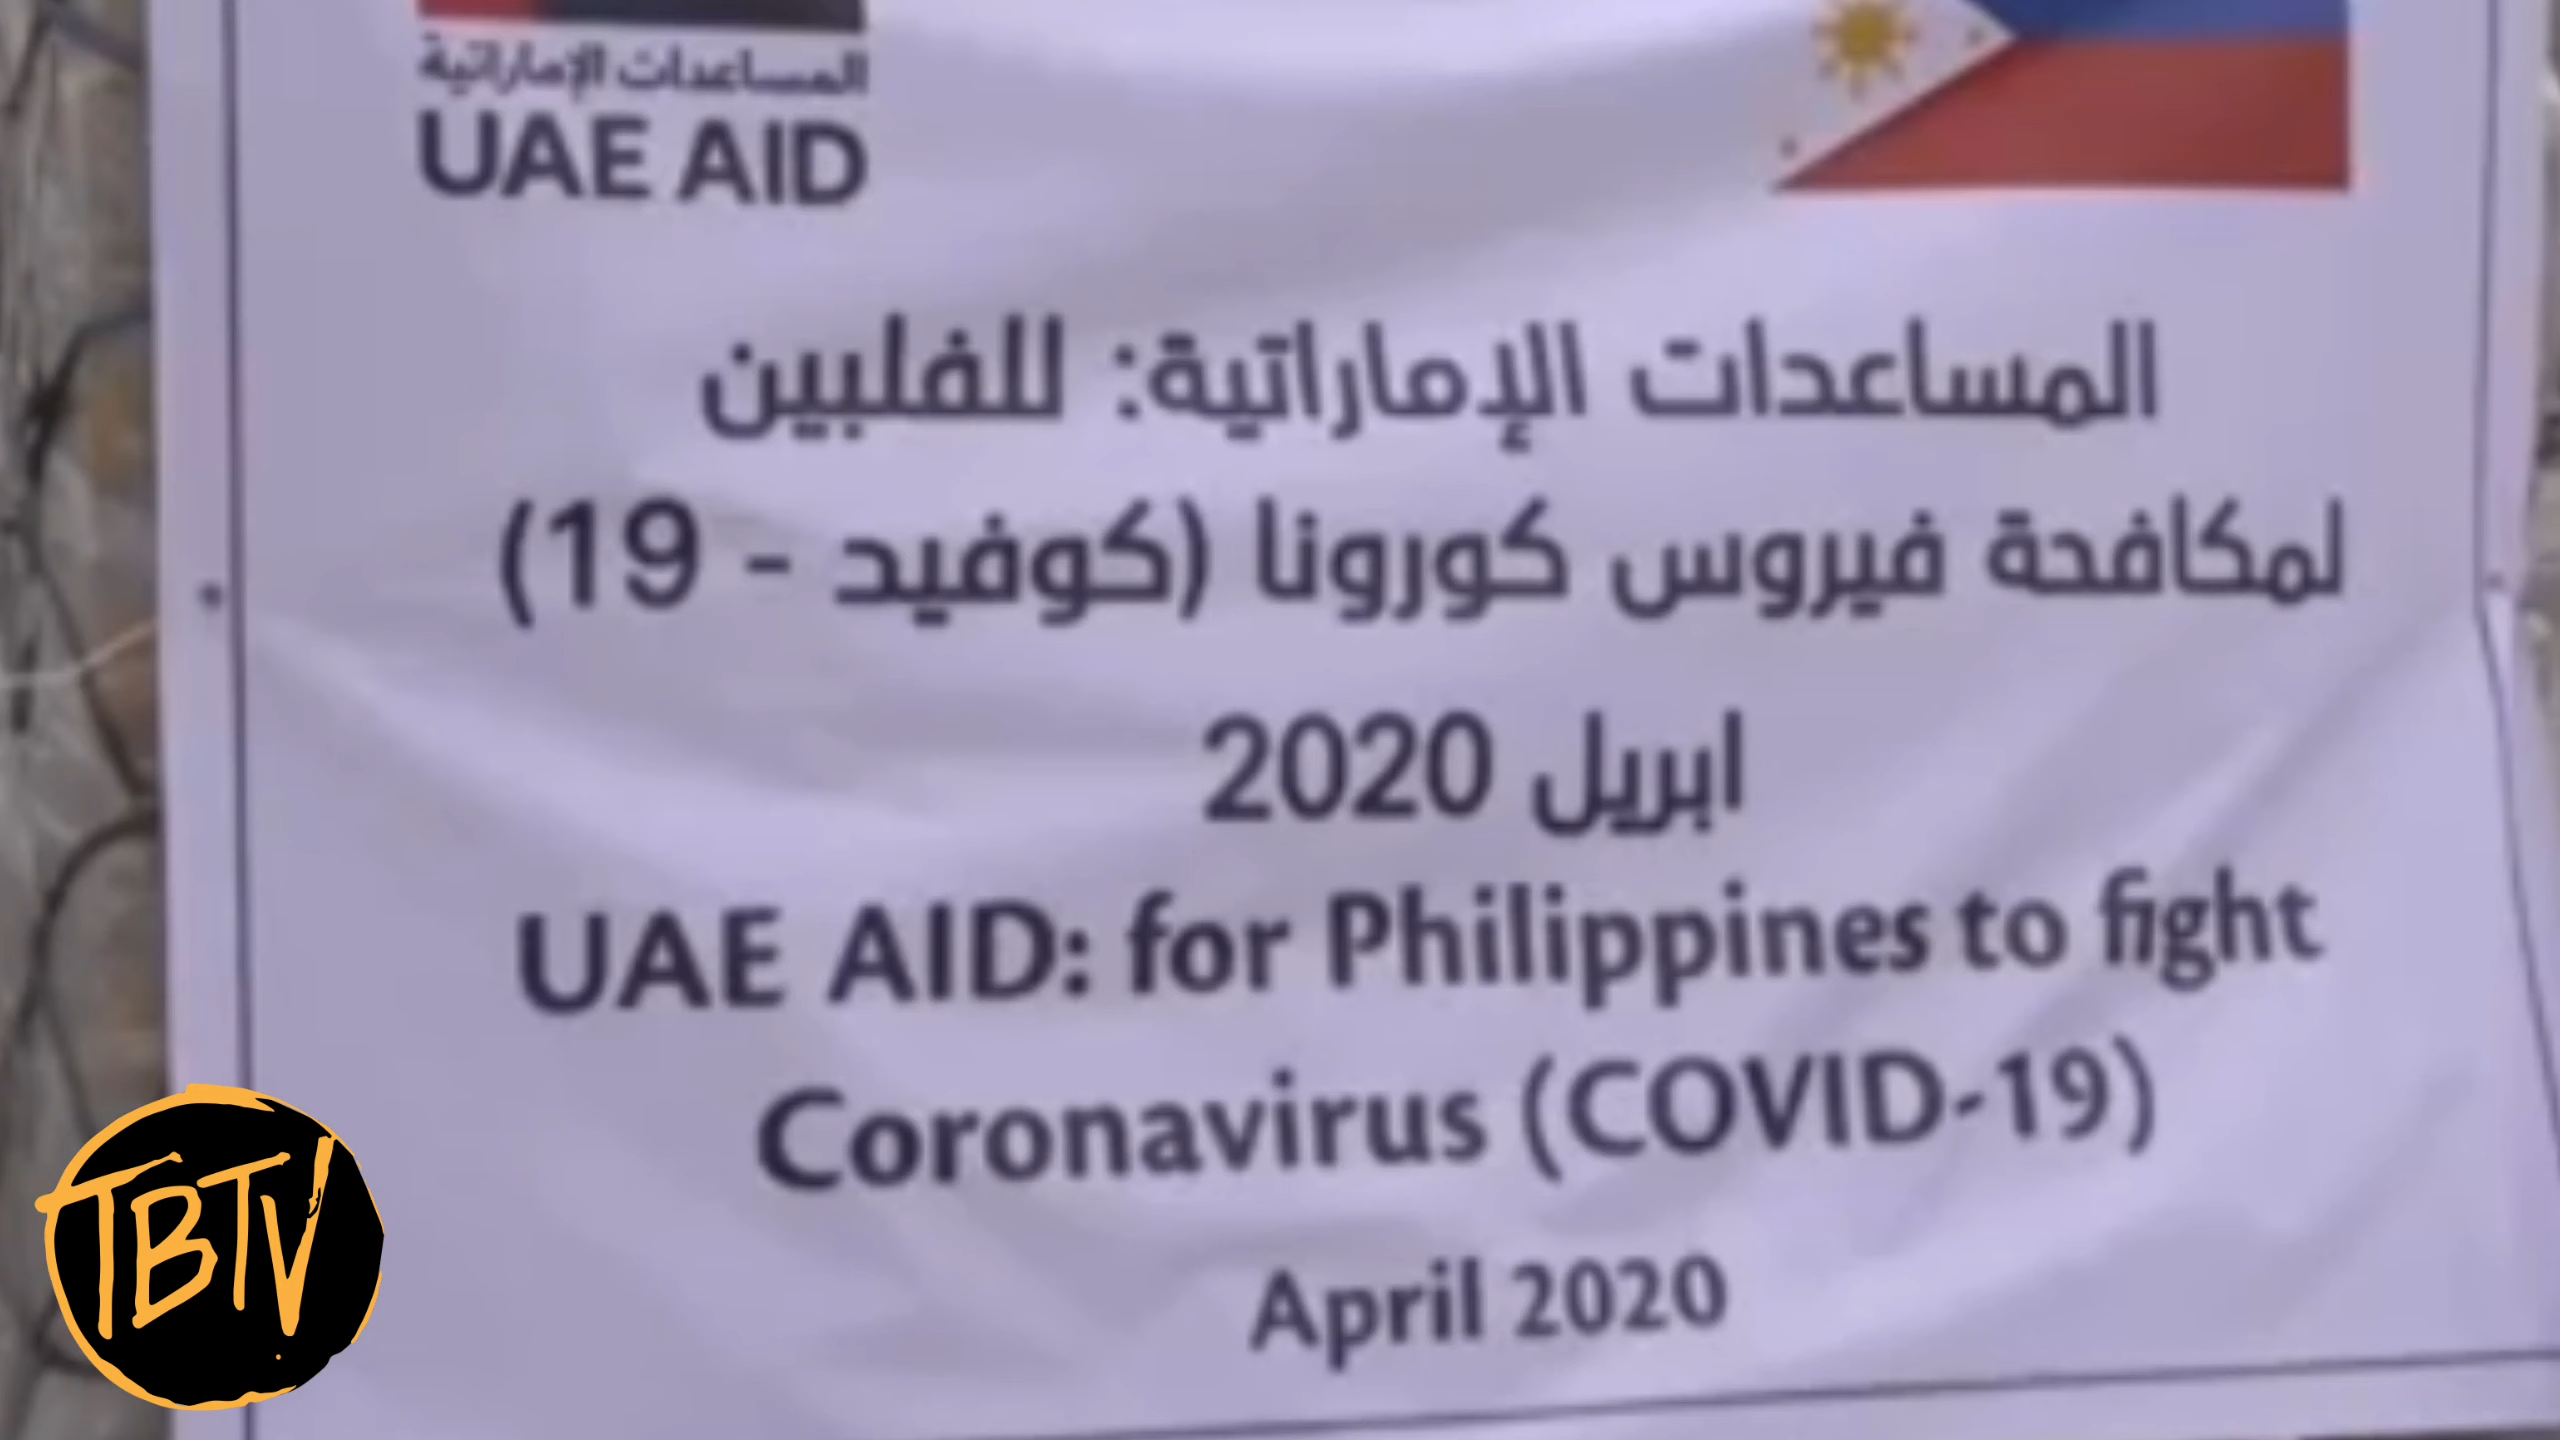 المساعدات الإماراتية
UAE AID
المساعدات الإماراتية: للفلبين
لمكافحة فيروس كورونا (كوفيد - 19)
ابريل 2020
UAE AID: for Philippines to fight
Coronavirus (COVID-19)
April 2020
TBTV